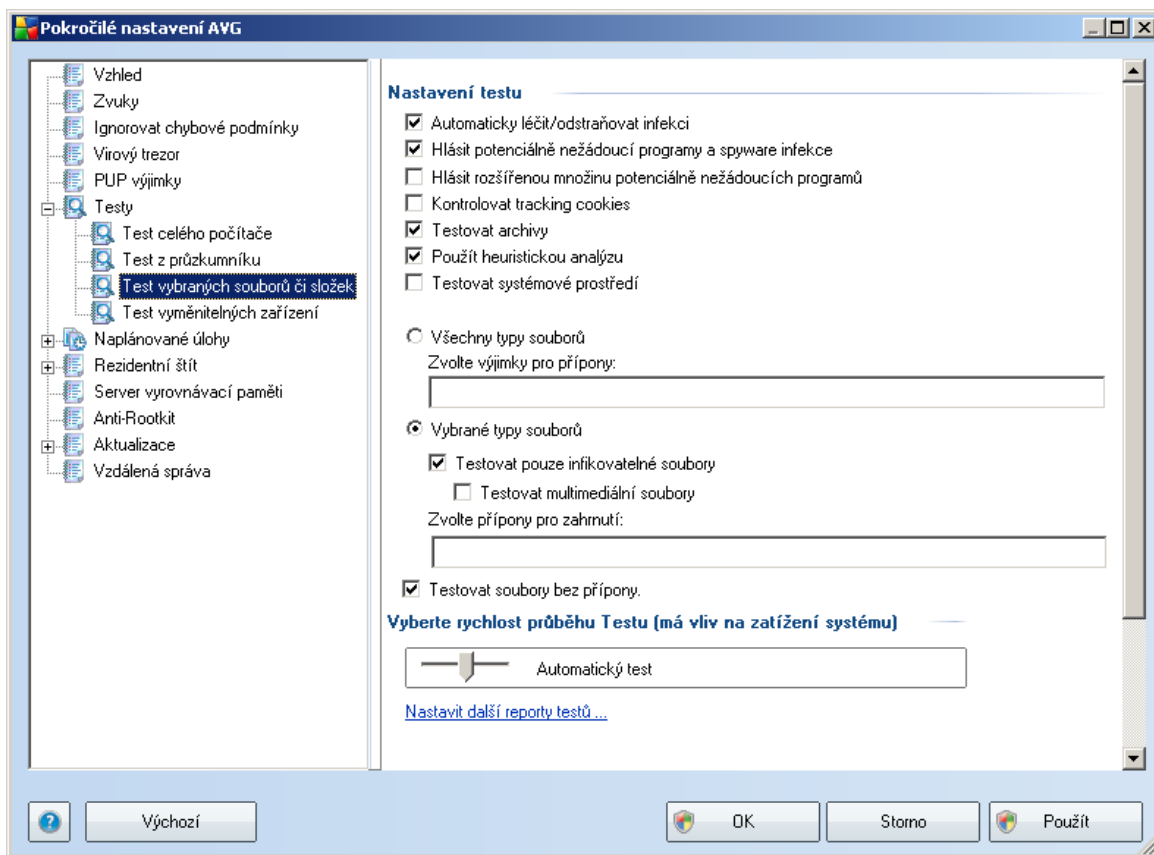 Pokročilé nastavení AVG
Vzhled
Zvuky
Ignorovat chybové podmínky
Virový trezor
PUP výjimky
Testy
Test celého počítače
Test z průzkumníku
Test vybraných souborů či složek
Test vyměnitelných zařízení
Naplánované úlohy
Rezidentní štít
Server vyrovnávací paměti
Anti-Rootkit
Aktualizace
Vzdálená správa
Nastavení testu
Automaticky léčit/odstraňovat infekci
Hlásit potenciálně nežádoucí programy a spyware infekce
Hlásit rozšířenou množinu potenciálně nežádoucích programů
Kontrolovat tracking cookies
Testovat archivy
Použít heuristickou analýzu
Testovat systémové prostředí
Všechny typy souborů
Zvolte výjimky pro přípony:
Vybrané typy souborů
Testovat pouze infikovatelné soubory
Testovat multimediální soubory
Zvolte přípony pro zahrnutí:
Testovat soubory bez přípony.
Vyberte rychlost průběhu Testu (má vliv na zatížení systému)
Automatický test
Nastavit další reporty testů ...
Výchozí
OK
Storno
Použít